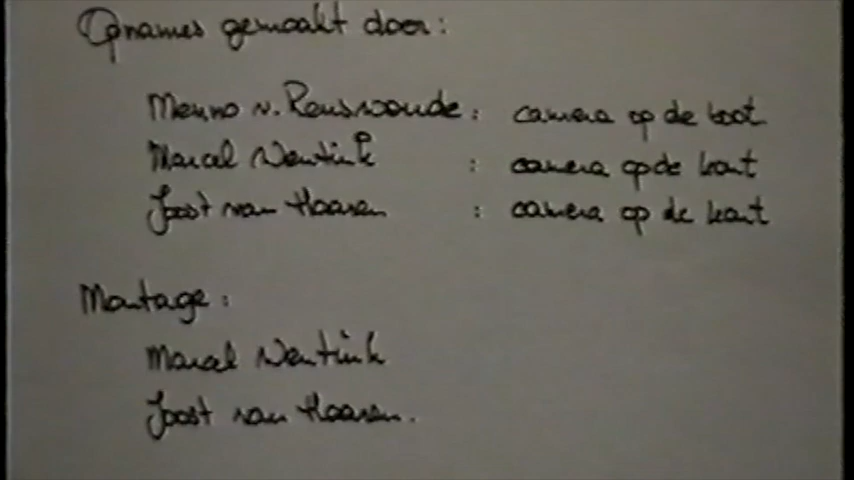 Opnames gemaakt door:
Menno v. Renswoude : camera op de boot
Marcel Wentink : camera op de kant
Joost van Haaren : camera op de kant
Montage:
Marcel Wentink
Joost van Haaren.